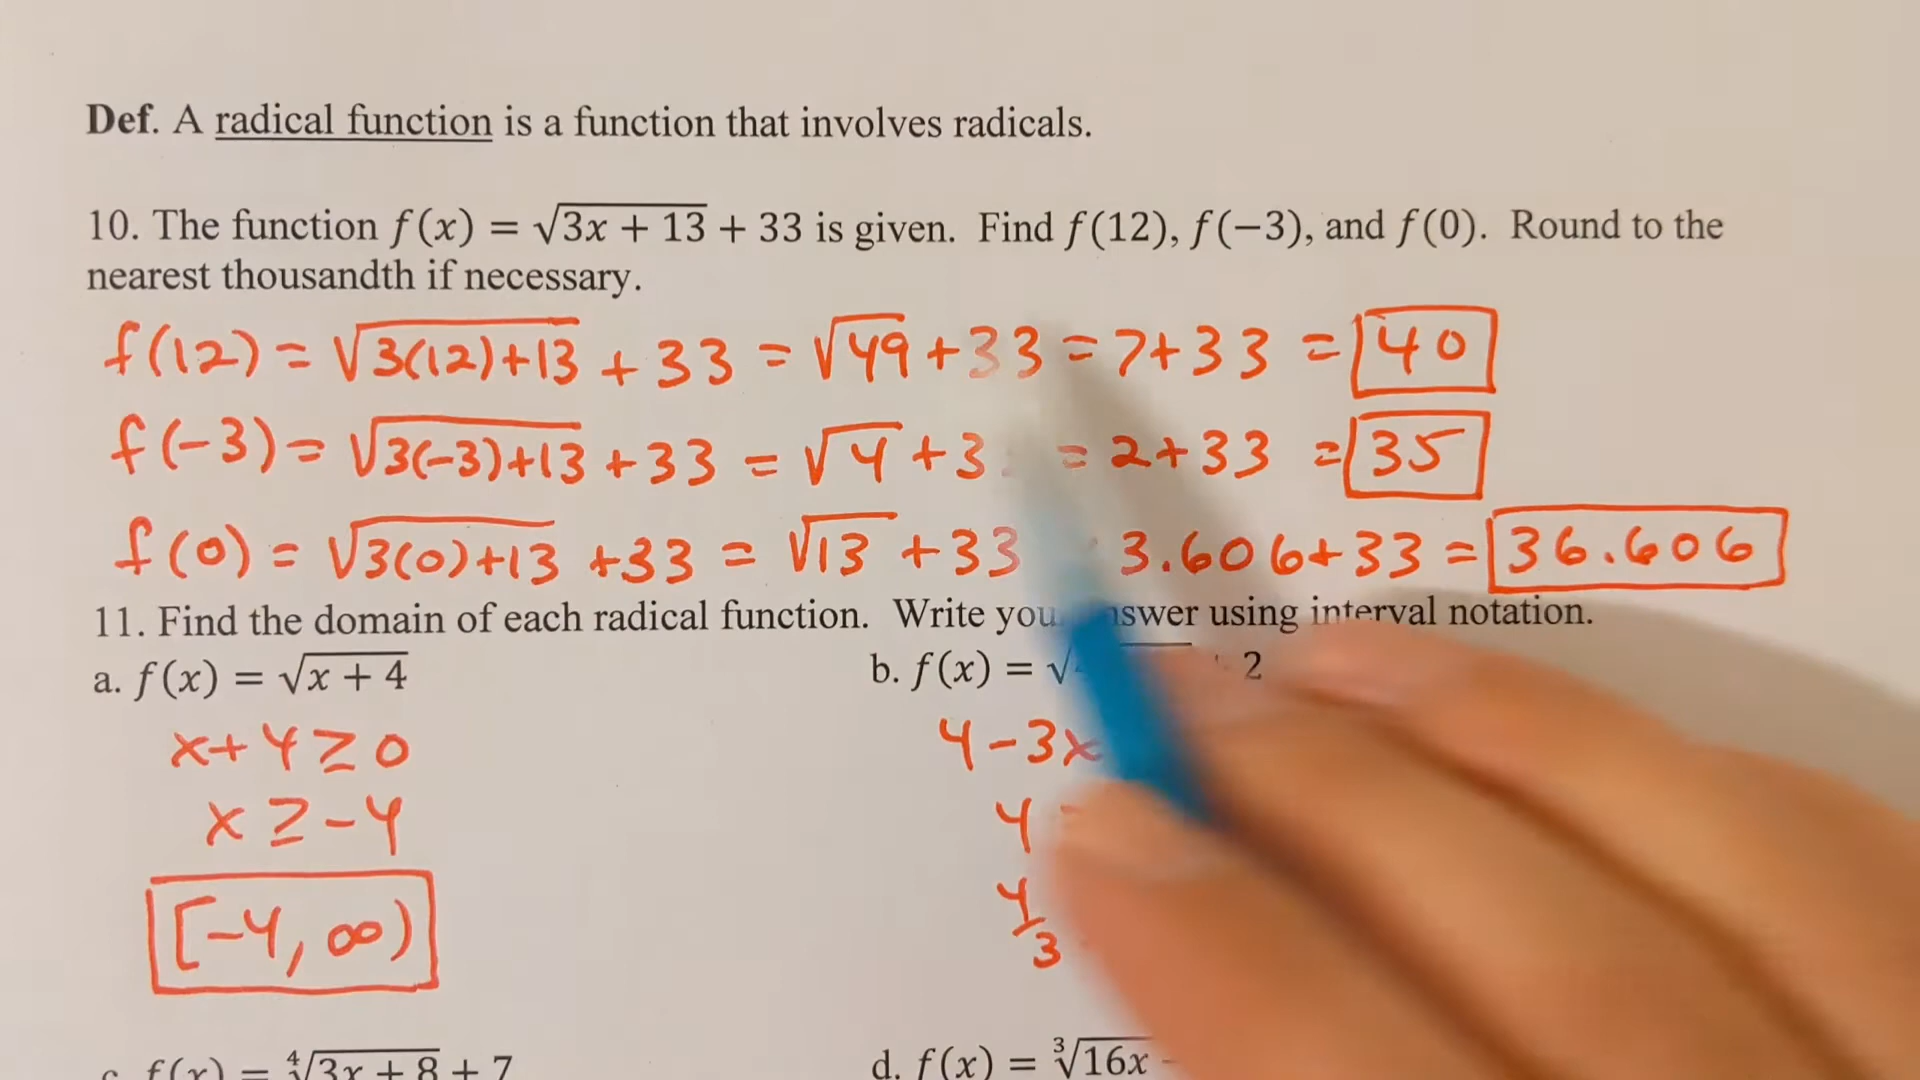 Def. A radical function is a function that involves radicals.
10. The function f(x) = √3x + 13 + 33 is given. Find f(12), f(−3), and f(0). Round to the
nearest thousandth if necessary.
f(12) = √3(12)+13 + 33 = √49 + 33 = 7+33 = 40
f(-3) = √3(-3)+13 + 33 = √4 + 3 = 2+33 = 35
f(0) = √3(0)+13 + 33 = √13 + 33 3.606+33 = 36.606
11. Find the domain of each radical function. Write using interval notation.
a. f(x) = √x + 4
b. f(x) = √ 2
x+4 ≥ 0
x ≥ -4
[-4, ∞)
4-3x
4
4/3
c. f(x) = ∜3x + 8 + 7
d. f(x) = ∛16x